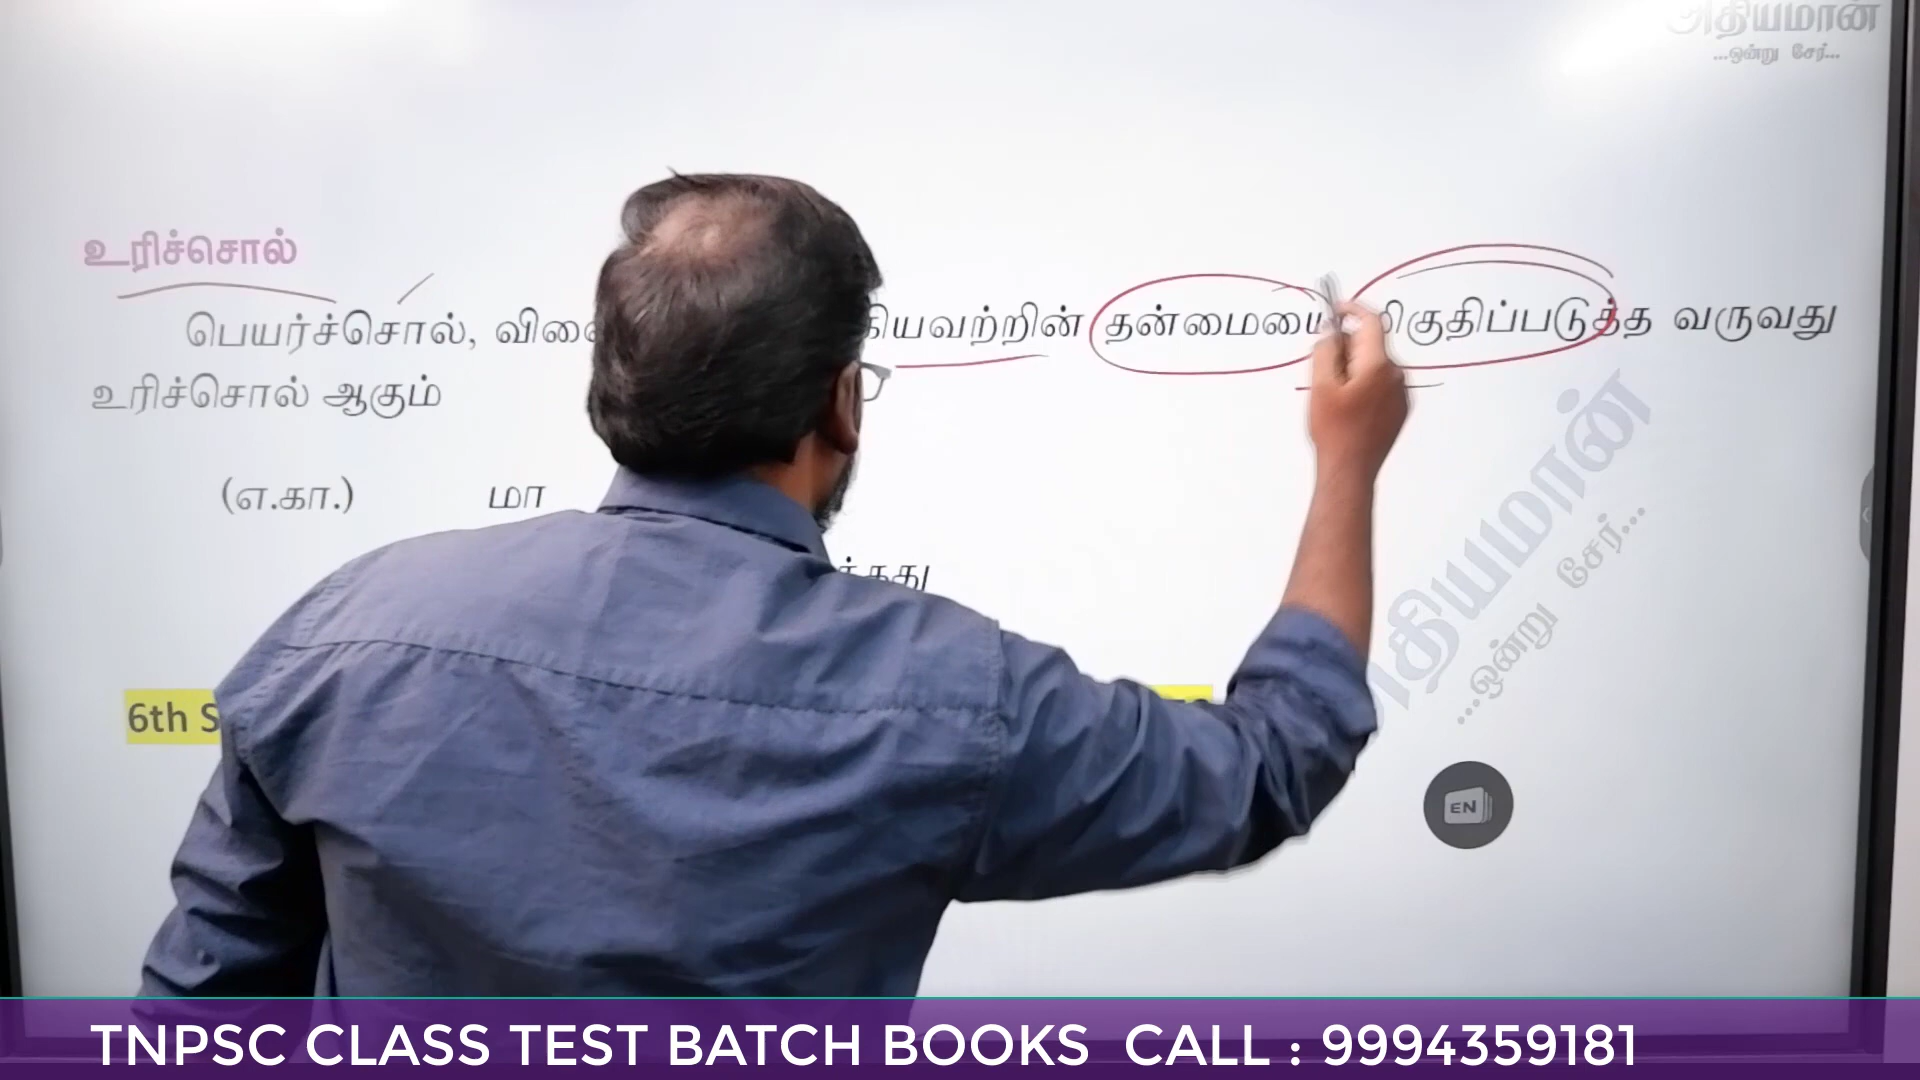 அதியமான்
...ஒன்று சேர்...
உரிச்சொல்
பெயர்ச்சொல், தன்மையை மிகுதிப்படுத்த வருவது
உரிச்சொல் ஆகும்
(எ.கா.) மா
6th
அதியமான்
...ஒன்று சேர்...
EN
TNPSC CLASS TEST BATCH BOOKS CALL : 9994359181